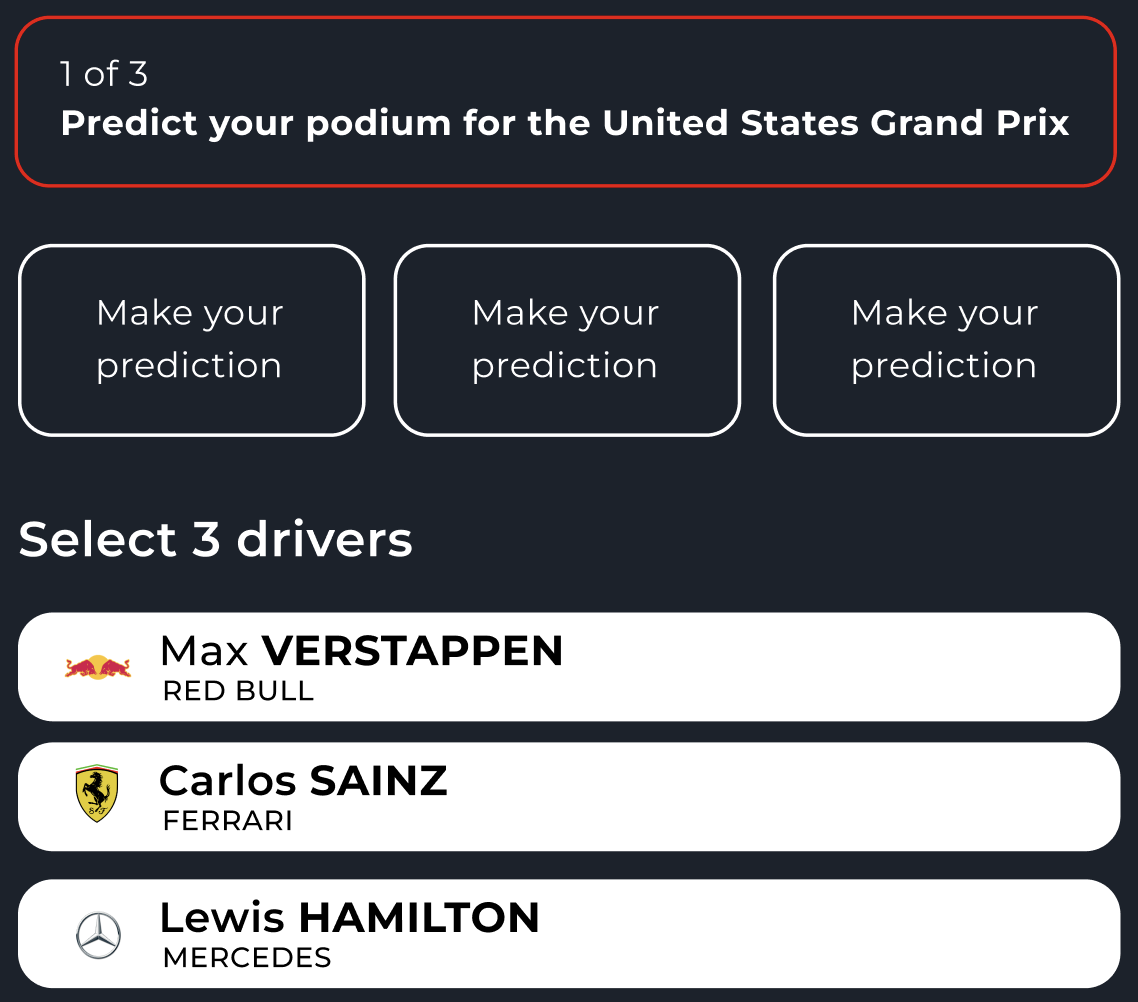 1 of 3
Predict your podium for the United States Grand Prix
Make your
prediction
Make your
prediction
Make your
prediction
Select 3 drivers
Max VERSTAPPEN
RED BULL
Carlos SAINZ
FERRARI
Lewis HAMILTON
MERCEDES